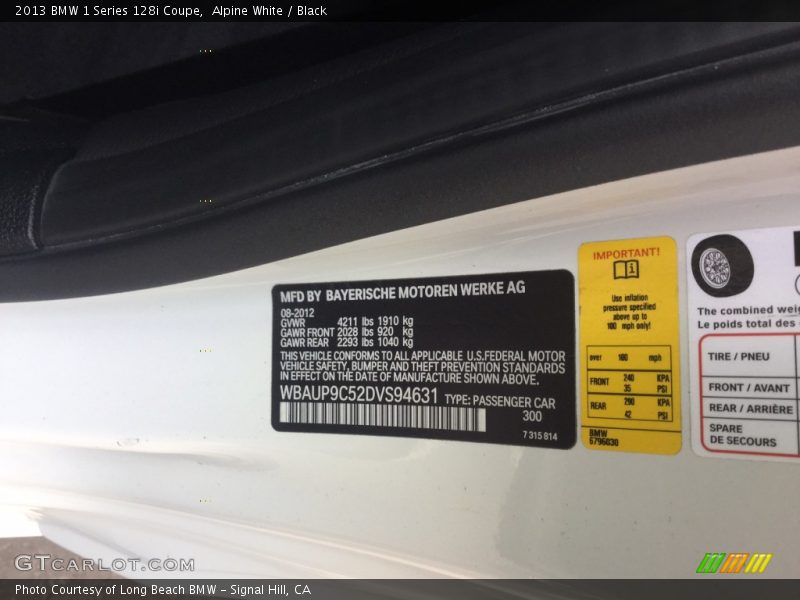 2013 BMW 1 Series 128i Coupe,  Alpine White / Black
MFD BY BAYERISCHE MOTOREN WERKE AG
08-2012
GVWR 4211 lbs 1910 kg
GAWR FRONT 2028 lbs 920 kg
GAWR REAR 2293 lbs 1040 kg
THIS VEHICLE CONFORMS TO ALL APPLICABLE U.S.FEDERAL MOTOR
VEHICLE SAFETY, BUMPER AND THEFT PREVENTION STANDARDS
IN EFFECT ON THE DATE OF MANUFACTURE SHOWN ABOVE.
WBAUP9C52DVS94631 TYPE: PASSENGER CAR
300
7 315 814
IMPORTANT!
Use inflation
pressure specified
above up to
100 mph only!
over 100 mph
FRONT 240 KPA
35 PSI
REAR 290 KPA
42 PSI
BMW
6796630
The combined wei
Le poids total des
TIRE / PNEU
FRONT / AVANT
REAR / ARRIÈRE
SPARE
DE SECOURS
GTCARLOT.COM
Photo Courtesy of Long Beach BMW - Signal Hill, CA